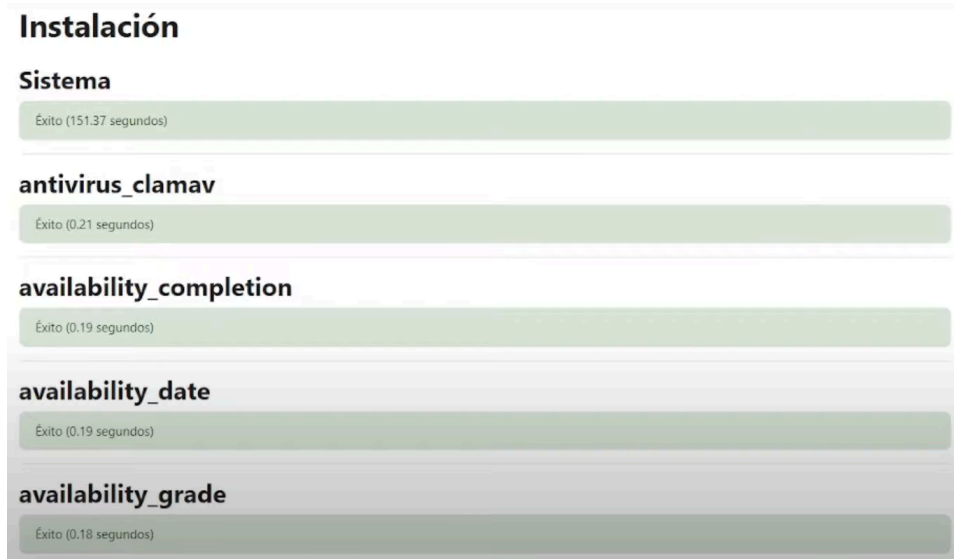 Instalación
Sistema
Éxito (151.37 segundos)
antivirus_clamav
Éxito (0.21 segundos)
availability_completion
Éxito (0.19 segundos)
availability_date
Éxito (0.19 segundos)
availability_grade
Éxito (0.18 segundos)